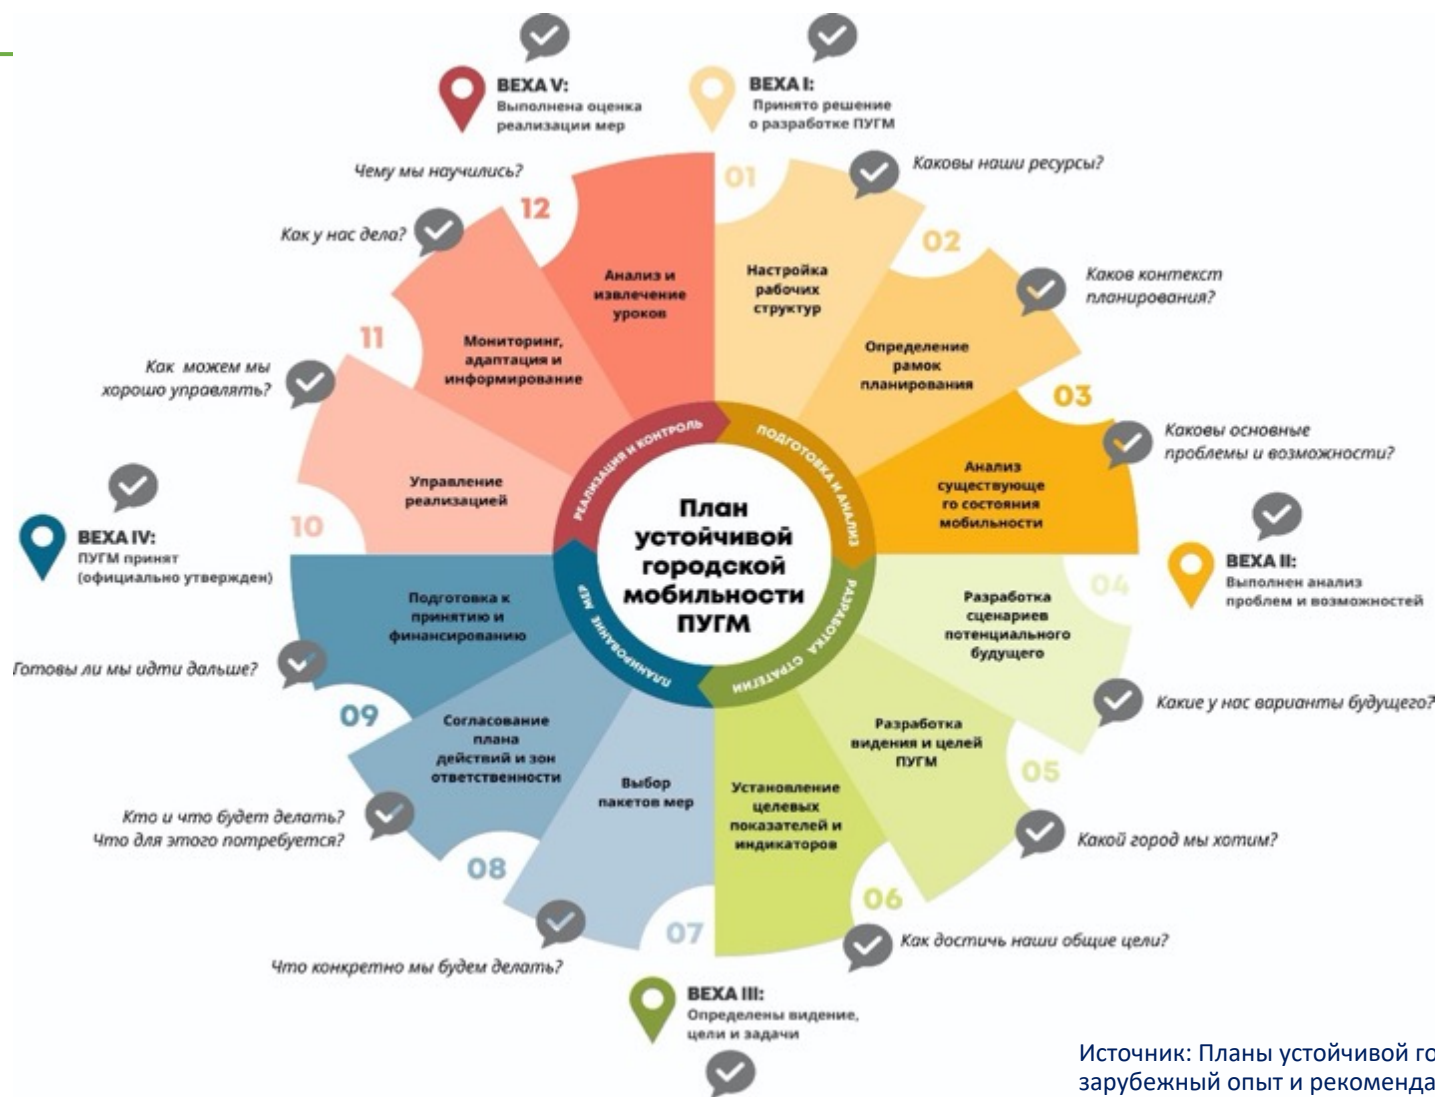 ВЕХА V:
Выполнена оценка
реализации мер
ВЕХА I:
Принято решение
о разработке ПУГМ
Чему мы научились?
Каковы наши ресурсы?
01
12
Как у нас дела?
02
Каков контекст
планирования?
Настройка
рабочих
структур
Анализ и
извлечение
уроков
11
Мониторинг,
адаптация и
информирование
Определение
рамок
планирования
Как можем мы
хорошо управлять?
03
Каковы основные
проблемы и возможности?
РЕАЛИЗАЦИЯ И КОНТРОЛЬ
ПОДГОТОВКА И АНАЛИЗ
Управление
реализацией
Анализ
существующе
го состояния
мобильности
10
План
устойчивой
городской
мобильности
ПУГМ
ВЕХА IV:
ПУГМ принят
(официально утвержден)
ВЕХА II:
Выполнен анализ
проблем и возможностей
04
Подготовка к
принятию и
финансированию
Разработка
сценариев
потенциального
будущего
ПЛАНИРОВАНИЕ МЕР
РАЗРАБОТКА СТРАТЕГИИ
Готовы ли мы идти дальше?
Какие у нас варианты будущего?
09
Согласование
плана
действий и зон
ответственности
Разработка
видения и целей
ПУГМ
05
Выбор
пакетов мер
Установление
целевых
показателей и
индикаторов
Кто и что будет делать?
Что для этого потребуется?
Какой город мы хотим?
08
06
07
Как достичь наши общие цели?
Что конкретно мы будем делать?
ВЕХА III:
Определены видение,
цели и задачи
Источник: Планы устойчивой го
зарубежный опыт и рекоменда